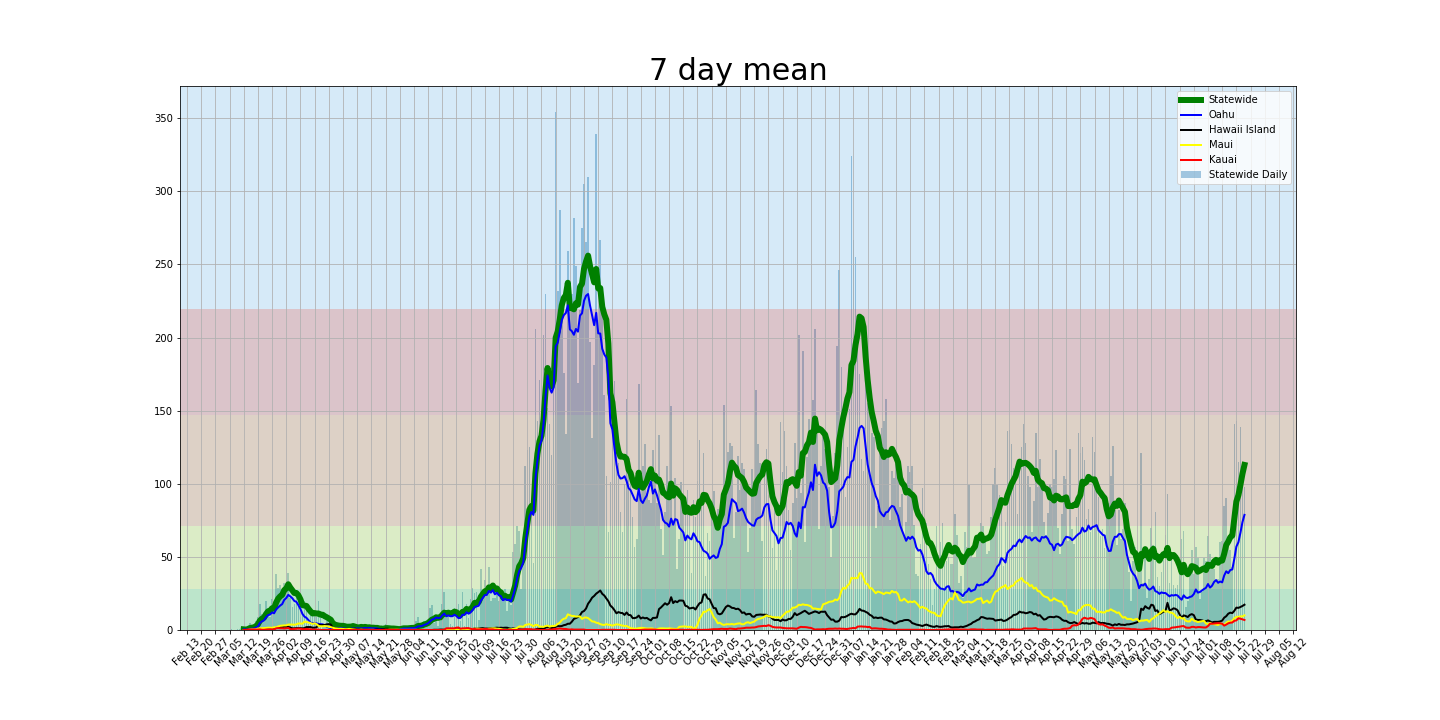 7 day mean
Statewide
Oahu
Hawaii Island
Maui
Kauai
Statewide Daily
350
300
250
200
150
100
50
0
Feb 13
Feb 20
Feb 27
Mar 05
Mar 12
Mar 19
Mar 26
Apr 02
Apr 09
Apr 16
Apr 23
Apr 30
May 07
May 14
May 21
May 28
Jun 04
Jun 11
Jun 18
Jun 25
Jul 02
Jul 09
Jul 16
Jul 23
Jul 30
Aug 06
Aug 13
Aug 20
Aug 27
Sep 03
Sep 10
Sep 17
Sep 24
Oct 01
Oct 08
Oct 15
Oct 22
Oct 29
Nov 05
Nov 12
Nov 19
Nov 26
Dec 03
Dec 10
Dec 17
Dec 24
Dec 31
Jan 07
Jan 14
Jan 21
Jan 28
Feb 04
Feb 11
Feb 18
Feb 25
Mar 04
Mar 11
Mar 18
Mar 25
Apr 01
Apr 08
Apr 15
Apr 22
Apr 29
May 06
May 13
May 20
May 27
Jun 03
Jun 10
Jun 17
Jun 24
Jul 01
Jul 08
Jul 15
Jul 22
Jul 29
Aug 05
Aug 12